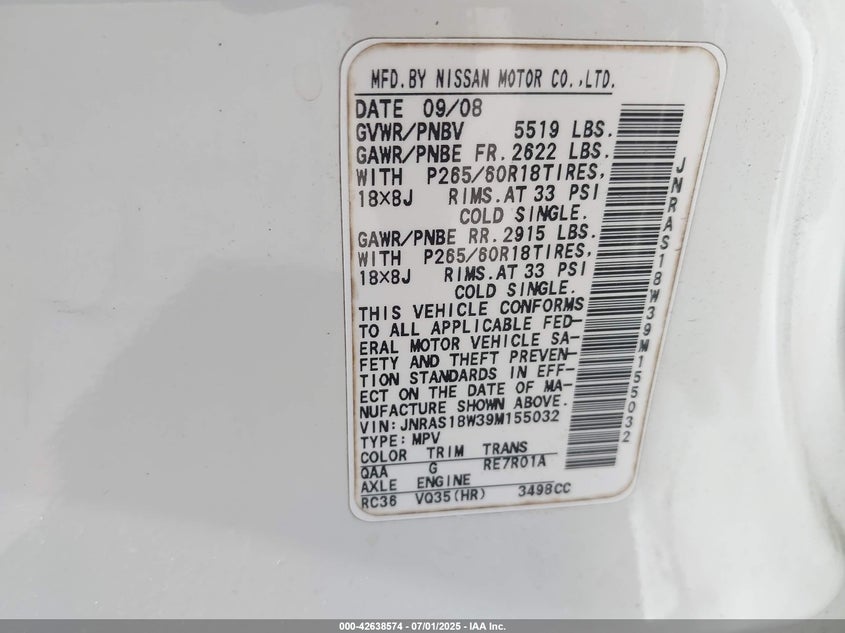 MFD.BY NISSAN MOTOR CO.,LTD.
DATE 09/08
GVWR/PNBV 5519 LBS.
GAWR/PNBE FR. 2622 LBS.
WITH P265/60R18TIRES,
18×8J RIMS.AT 33 PSI
COLD SINGLE.
GAWR/PNBE RR. 2915 LBS.
WITH P265/60R18TIRES,
18×8J RIMS.AT 33 PSI
COLD SINGLE.
THIS VEHICLE CONFORMS
TO ALL APPLICABLE FED-
ERAL MOTOR VEHICLE SA-
FETY AND THEFT PREVEN-
TION STANDARDS IN EFF-
ECT ON THE DATE OF MA-
NUFACTURE SHOWN ABOVE.
VIN: JNRAS18W39M155032
TYPE: MPV
COLOR TRIM TRANS
QAA G RE7R01A
AXLE ENGINE
RC36 VQ35(HR) 3498CC
JNRAS18W39M155032
000-42638574 / 07/01/2025 - IAA Inc.